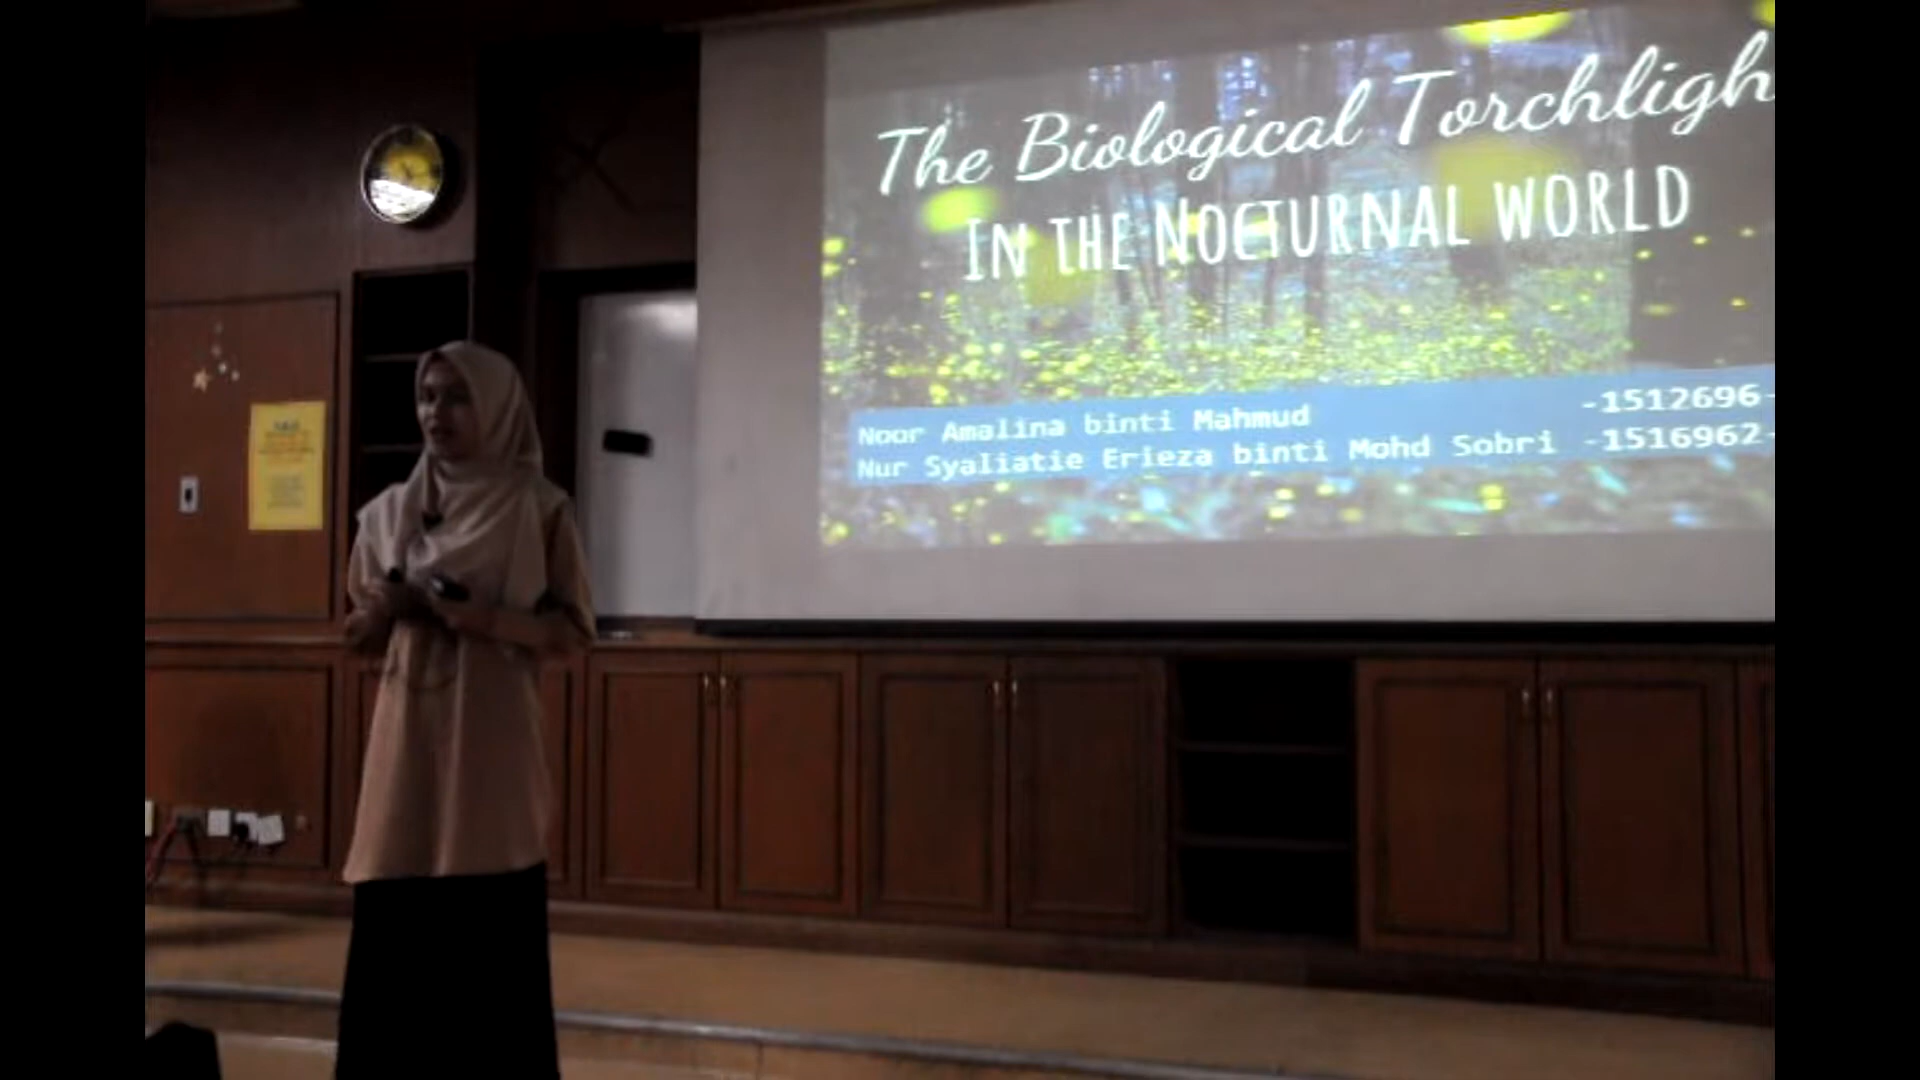 The Biological Torchligh
IN THE NOCTURNAL WORLD
Noor Amalina binti Mahmud -1512696-
Nur Syaliatie Erieza binti Mohd Sobri -1516962-